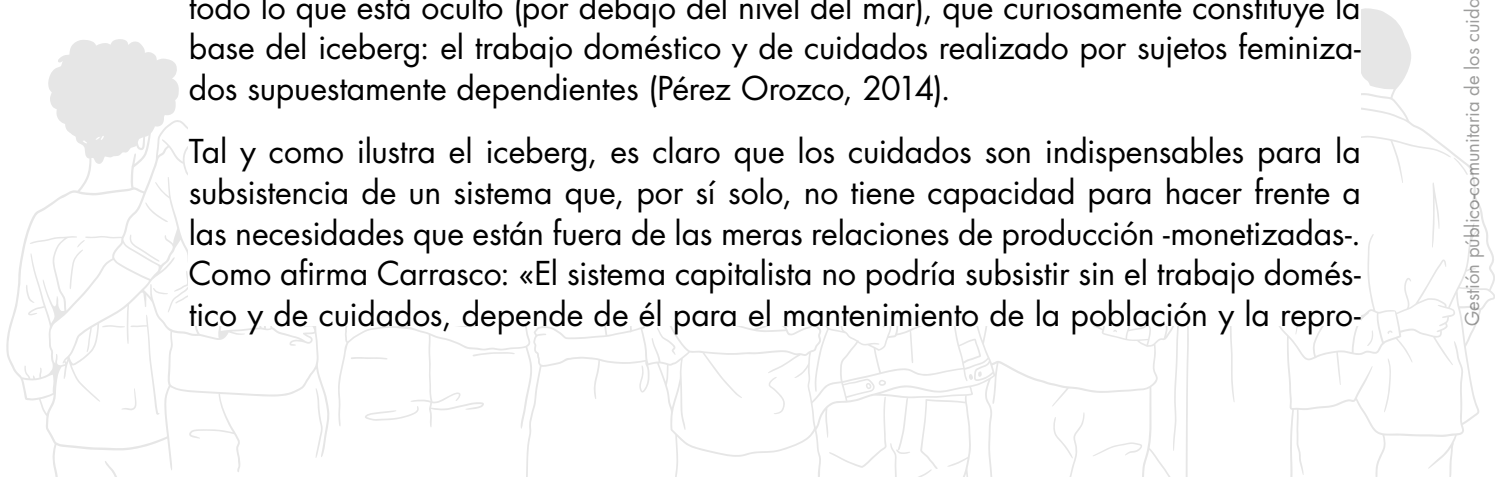 todo lo que está oculto (por debajo del nivel del mar), que curiosamente constituye la
base del iceberg: el trabajo doméstico y de cuidados realizado por sujetos feminiza-
dos supuestamente dependientes (Pérez Orozco, 2014).
Tal y como ilustra el iceberg, es claro que los cuidados son indispensables para la
subsistencia de un sistema que, por sí solo, no tiene capacidad para hacer frente a
las necesidades que están fuera de las meras relaciones de producción -monetizadas-.
Como afirma Carrasco: «El sistema capitalista no podría subsistir sin el trabajo domés-
tico y de cuidados, depende de él para el mantenimiento de la población y la repro-
Gestión público-comunitaria de los cuida